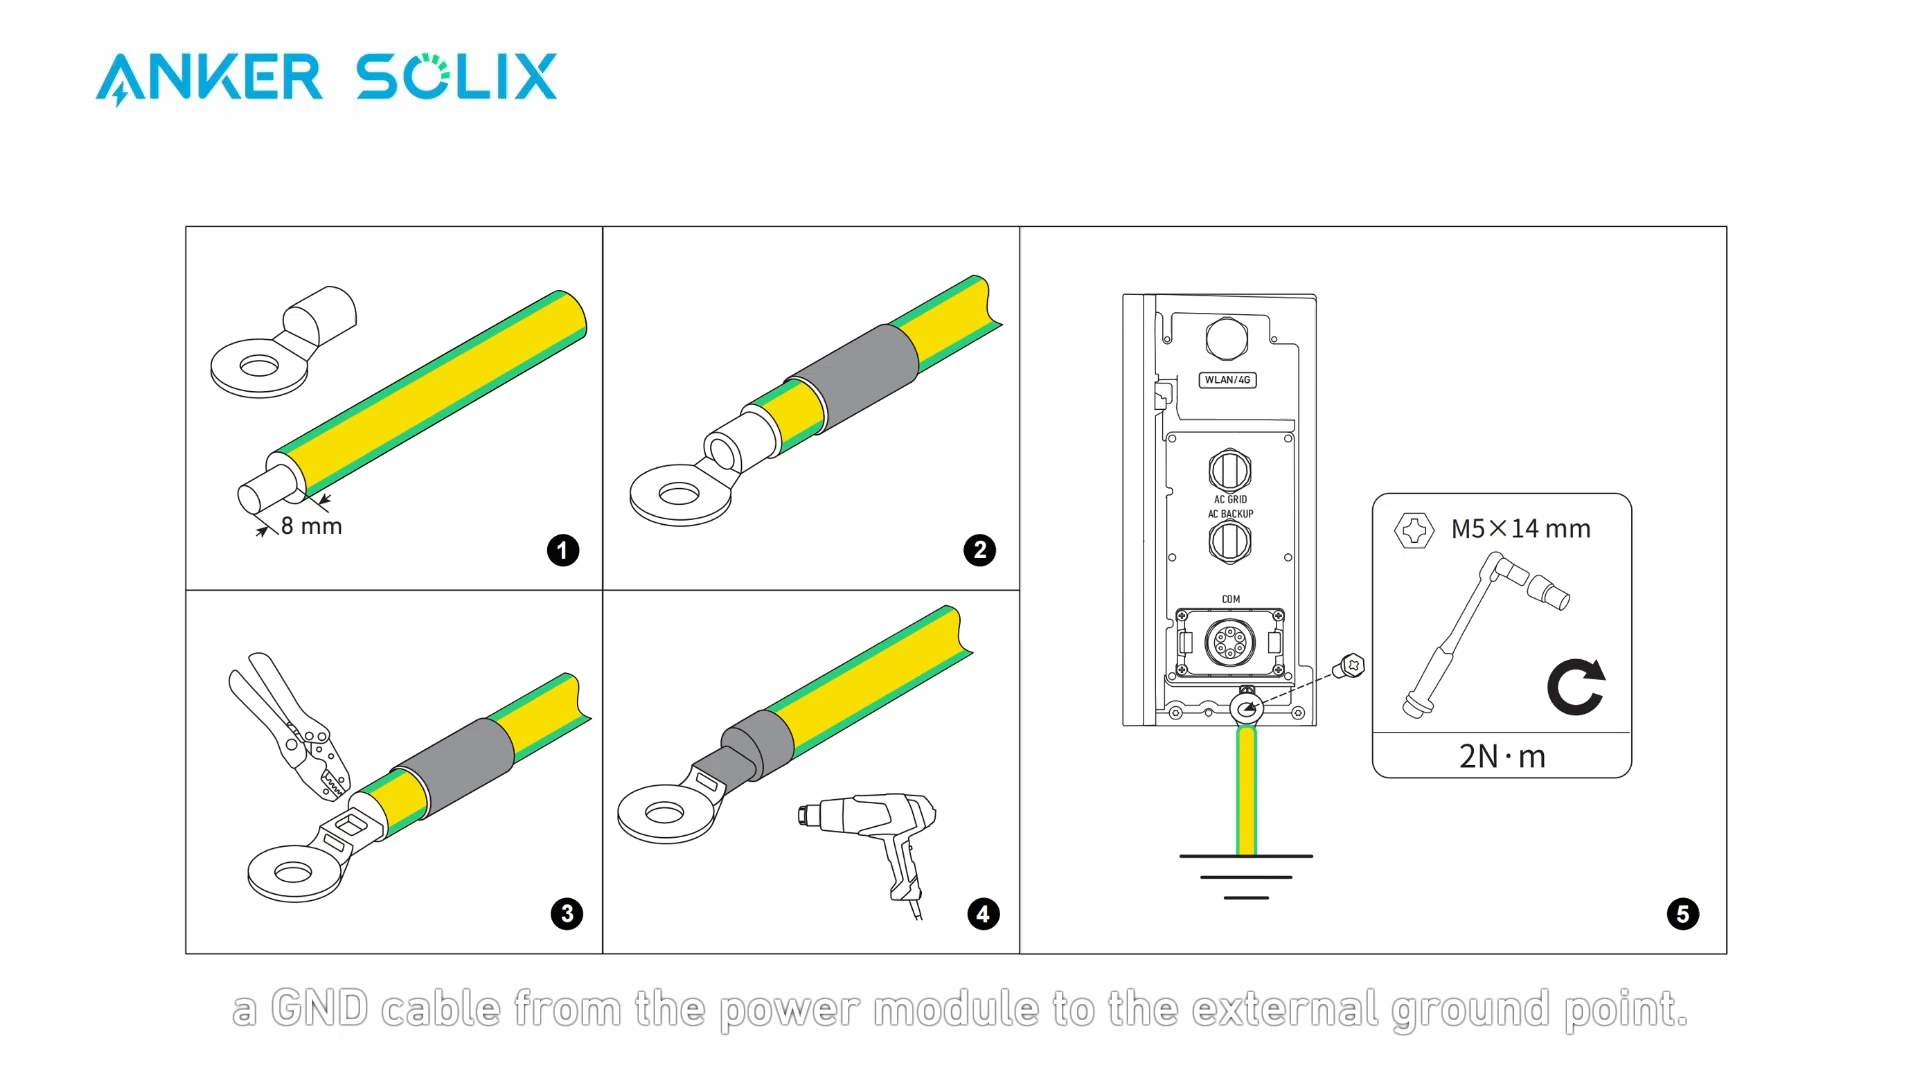 ANKER SOLIX
8 mm
1
2
3
4
WLAN/4G
AC GRID
AC BACKUP
COM
M5×14 mm
2N·m
5
a GND cable from the power module to the external ground point.